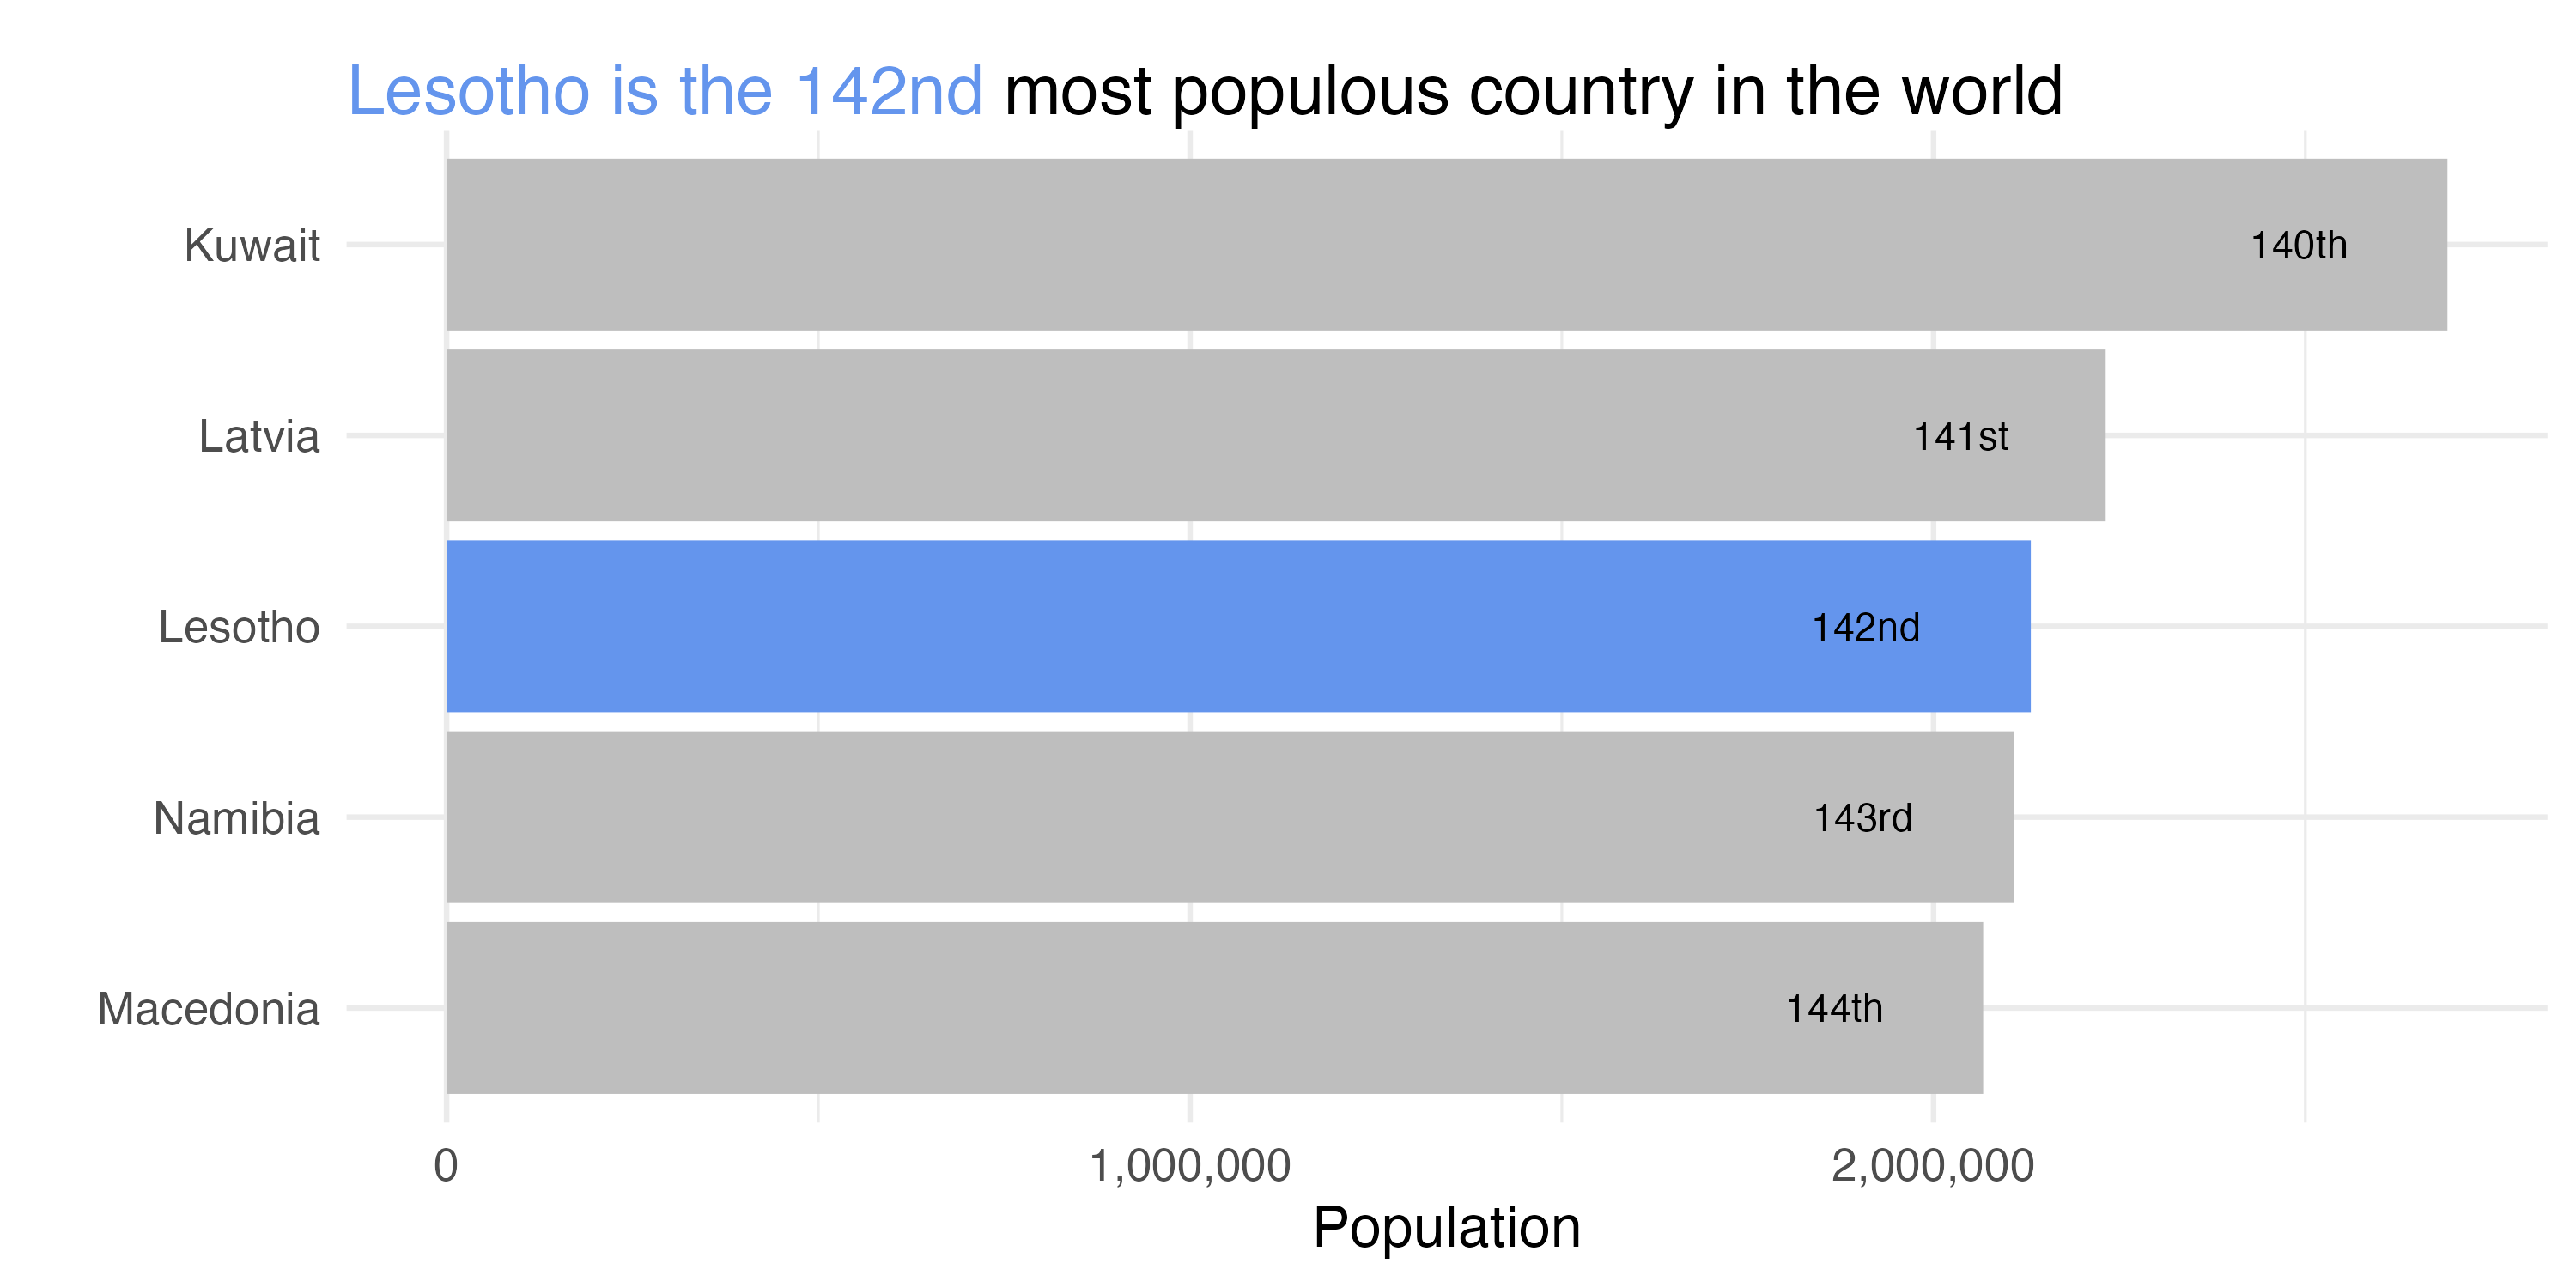 Lesotho is the 142nd most populous country in the world
Kuwait
140th
Latvia
141st
Lesotho
142nd
Namibia
143rd
Macedonia
144th
0
1,000,000
2,000,000
Population